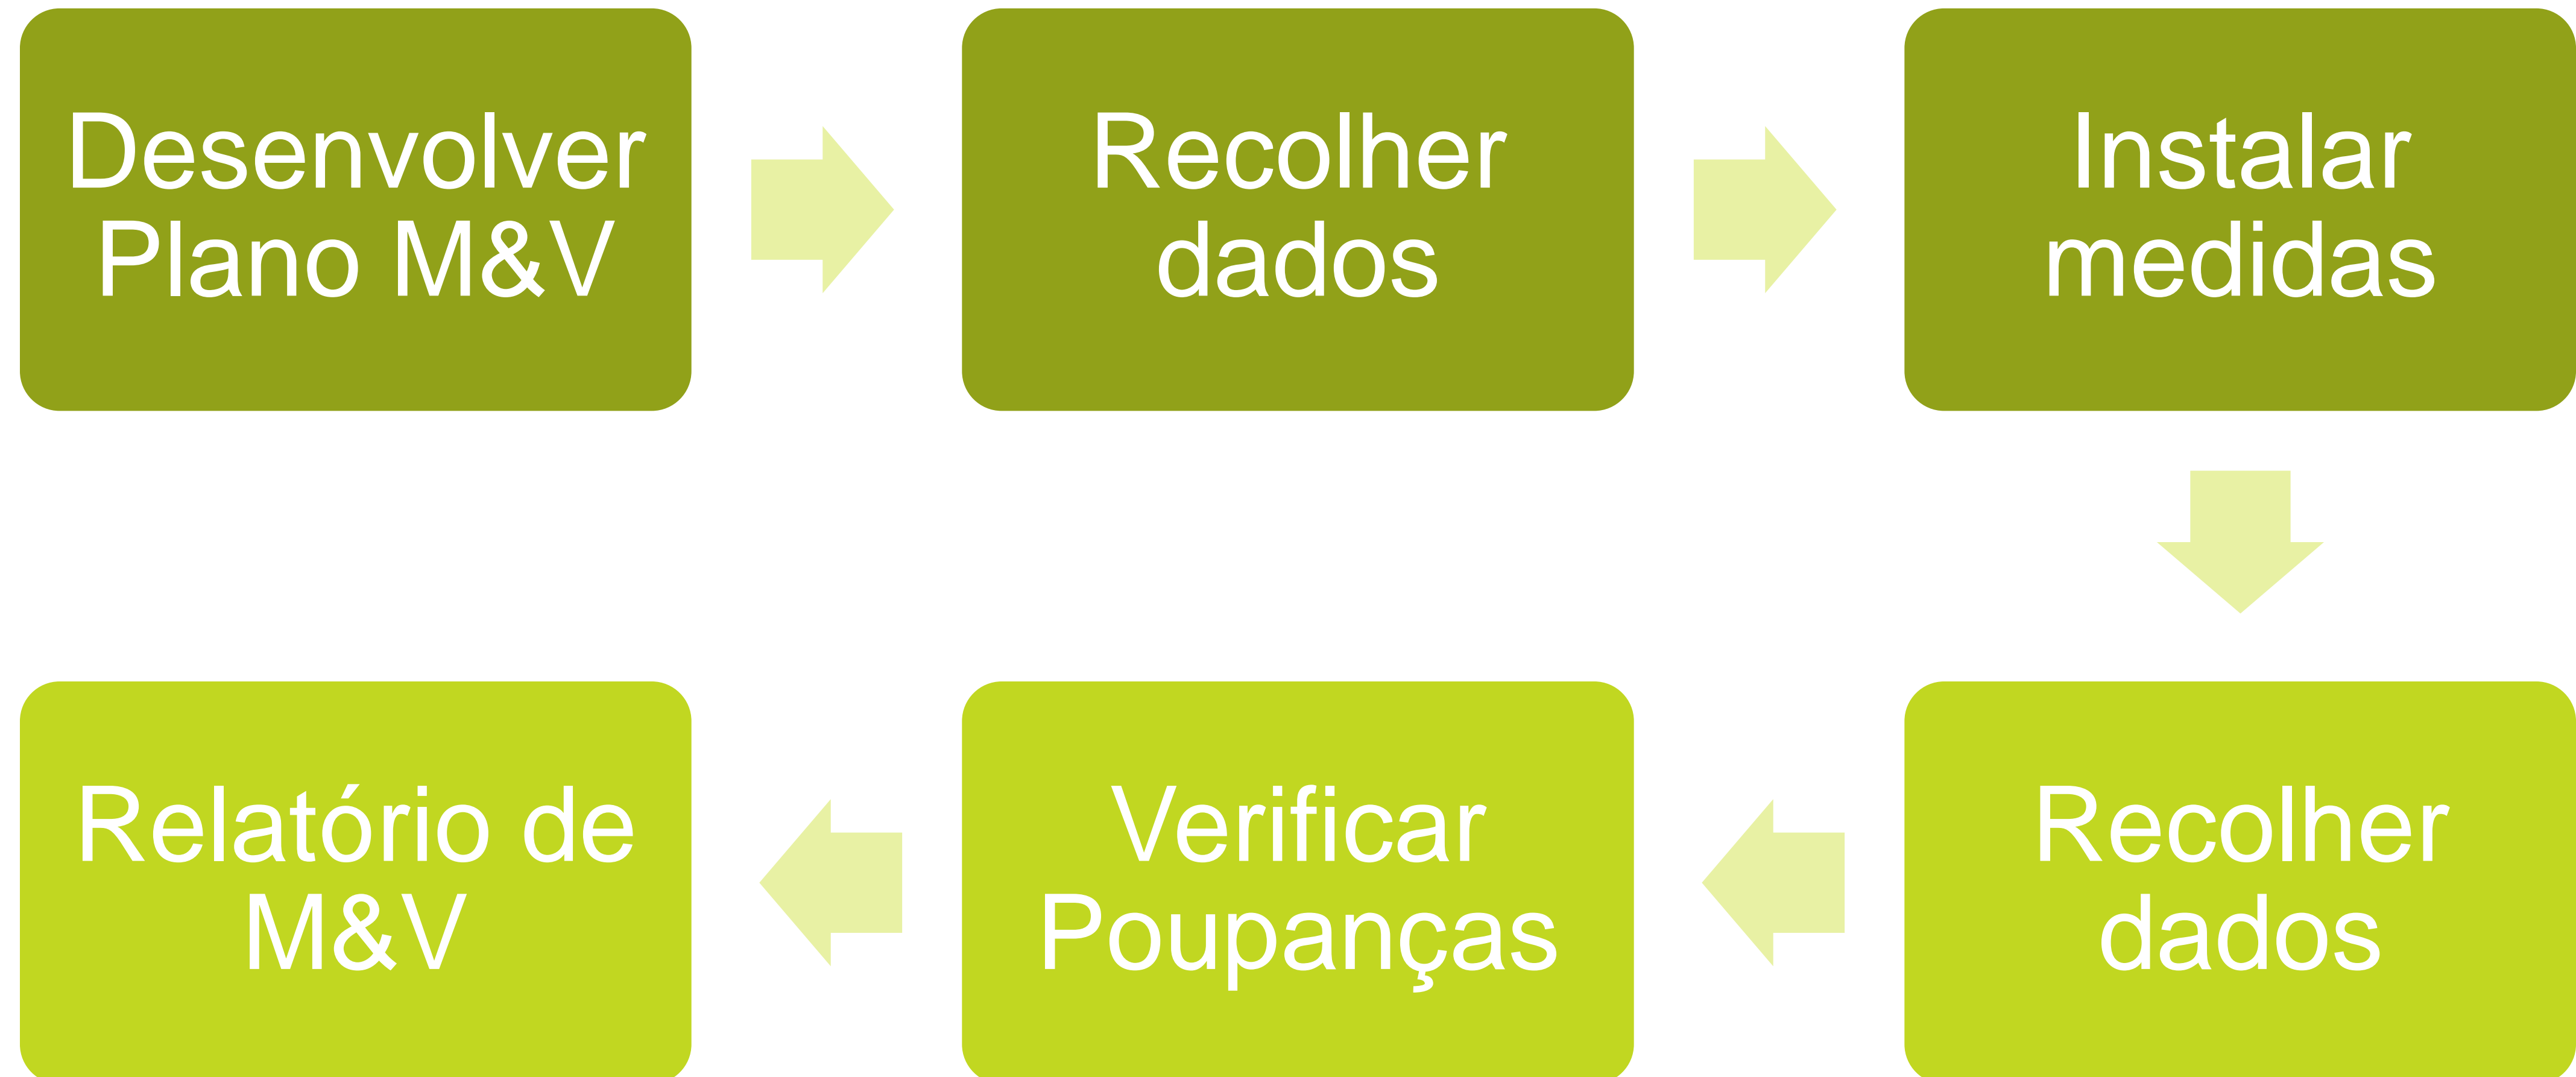 Desenvolver
Plano M&V
Recolher
dados
Instalar
medidas
Recolher
dados
Verificar
Poupanças
Relatório de
M&V